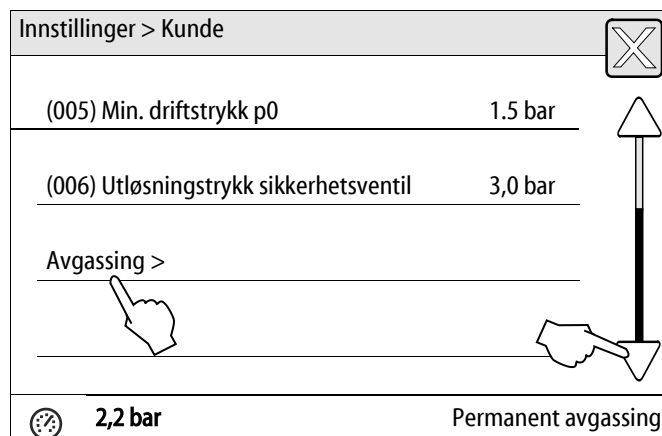 Innstillinger > Kunde
(005) Min. driftstrykk p0 1.5 bar
(006) Utløsningstrykk sikkerhetsventil 3,0 bar
Avgassing >
2,2 bar Permanent avgassing